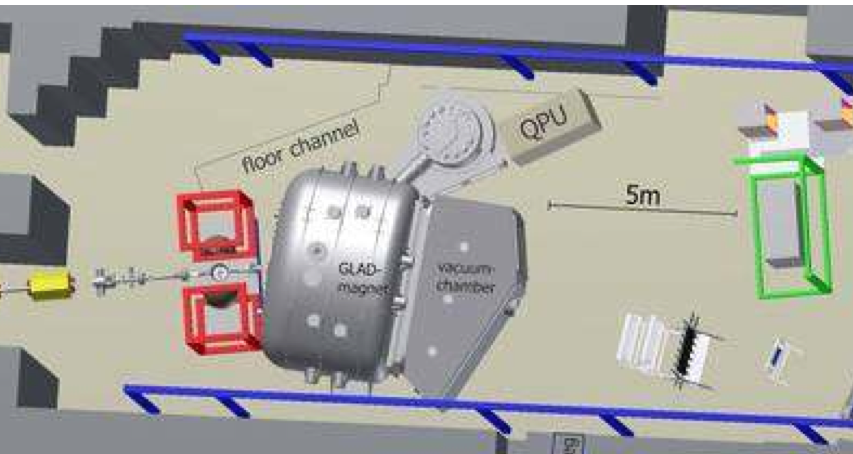 floor channel
QPU
5m
GLAD-
magnet
vacuum-
chamber